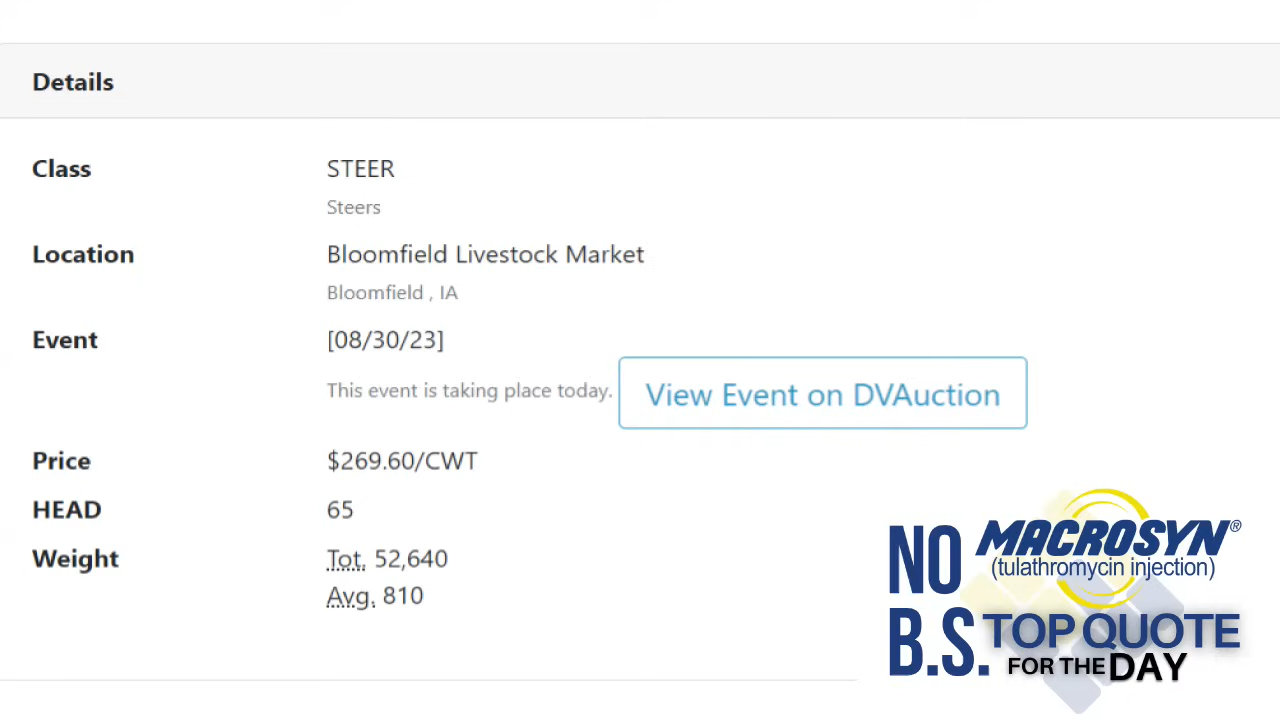 Details
Class
STEER
Steers
Location
Bloomfield Livestock Market
Bloomfield , IA
Event
[08/30/23]
This event is taking place today.
View Event on DVAuction
Price
$269.60/CWT
HEAD
65
Weight
Tot. 52,640
Avg. 810
NO
MACROSYN®
(tulathromycin injection)
B.S.
TOP QUOTE
FOR THE DAY